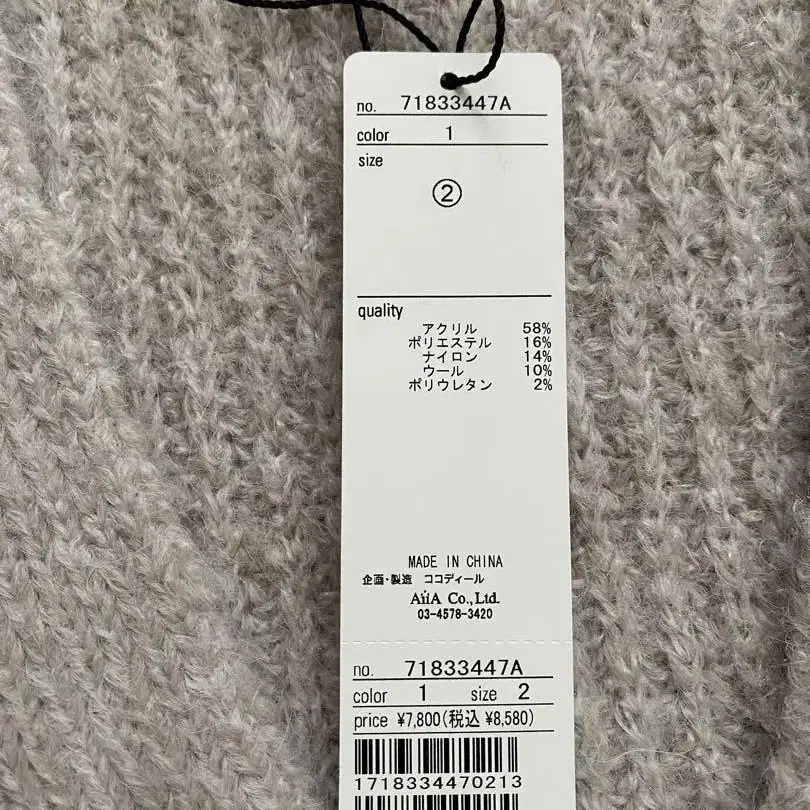 no. 71833447A
color 1
size
②
quality
アクリル 58%
ポリエステル 16%
ナイロン 14%
ウール 10%
ポリウレタン 2%
MADE IN CHINA
企画・製造 ココディール
AïiA Co.,Ltd.
03-4578-3420
no. 71833447A
color 1 size 2
price ¥7,800(税込 ¥8,580)
1718334470213